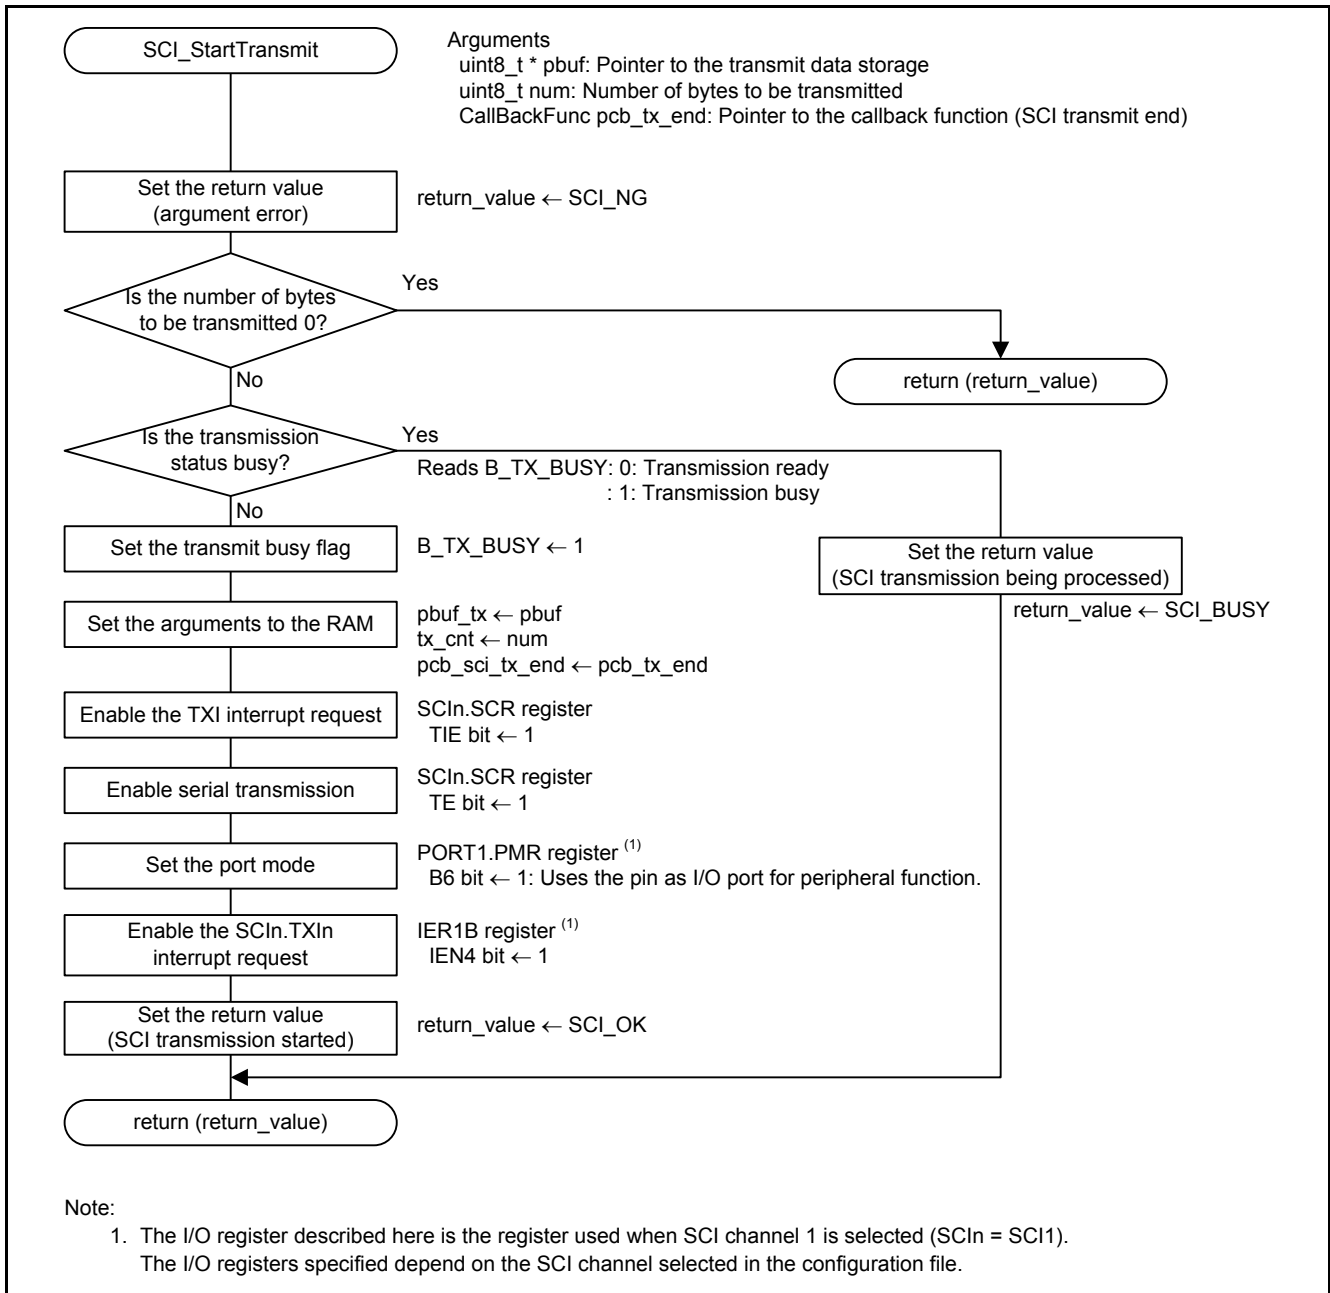 SCI_StartTransmit
Arguments
uint8_t * pbuf: Pointer to the transmit data storage
uint8_t num: Number of bytes to be transmitted
CallBackFunc pcb_tx_end: Pointer to the callback function (SCI transmit end)
Set the return value
(argument error)
return_value ← SCI_NG
Is the number of bytes
to be transmitted 0?
Yes
No
return (return_value)
Is the transmission
status busy?
Yes
Reads B_TX_BUSY: 0: Transmission ready
: 1: Transmission busy
No
Set the transmit busy flag
B_TX_BUSY ← 1
Set the return value
(SCI transmission being processed)
return_value ← SCI_BUSY
Set the arguments to the RAM
pbuf_tx ← pbuf
tx_cnt ← num
pcb_sci_tx_end ← pcb_tx_end
Enable the TXI interrupt request
SCIn.SCR register
TIE bit ← 1
Enable serial transmission
SCIn.SCR register
TE bit ← 1
Set the port mode
PORT1.PMR register (1)
B6 bit ← 1: Uses the pin as I/O port for peripheral function.
Enable the SCIn.TXIn
interrupt request
IER1B register (1)
IEN4 bit ← 1
Set the return value
(SCI transmission started)
return_value ← SCI_OK
return (return_value)
Note:
1. The I/O register described here is the register used when SCI channel 1 is selected (SCIn = SCI1).
The I/O registers specified depend on the SCI channel selected in the configuration file.